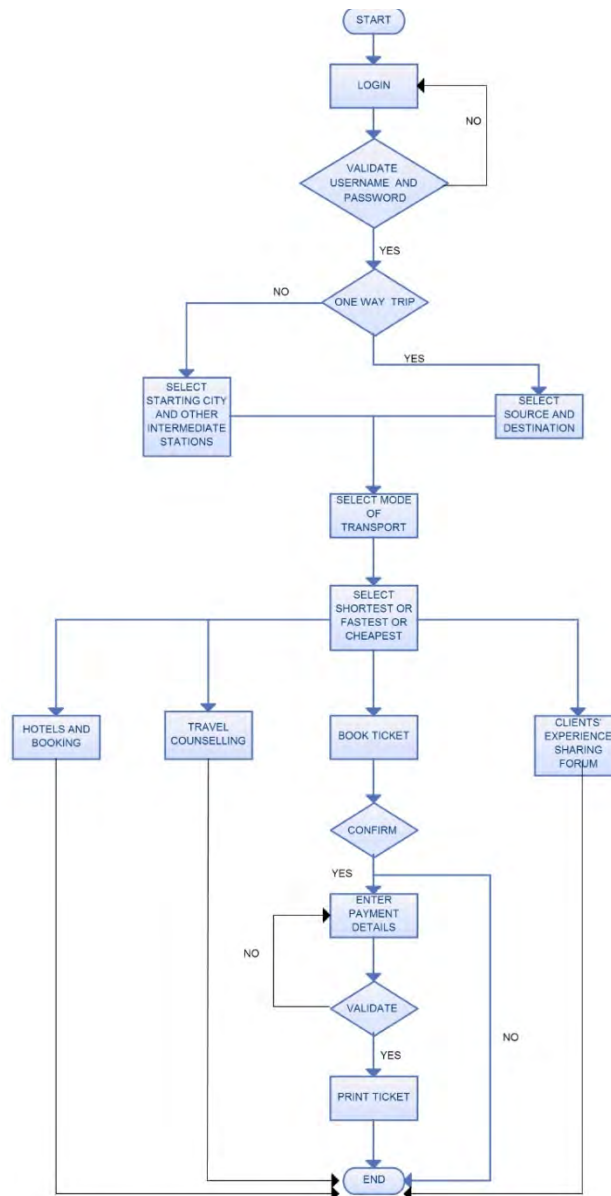 START
LOGIN
NO
VALIDATE
USERNAME AND
PASSWORD
YES
ONE WAY TRIP
NO
YES
SELECT
STARTING CITY
AND OTHER
INTERMEDIATE
STATIONS
SELECT
SOURCE AND
DESTINATION
SELECT MODE
OF
TRANSPORT
SELECT
SHORTEST OR
FASTEST OR
CHEAPEST
HOTELS AND
BOOKING
TRAVEL
COUNSELLING
BOOK TICKET
CLIENTS'
EXPERIENCE
SHARING
FORUM
CONFIRM
YES
ENTER
PAYMENT
DETAILS
NO
VALIDATE
YES
NO
PRINT TICKET
END